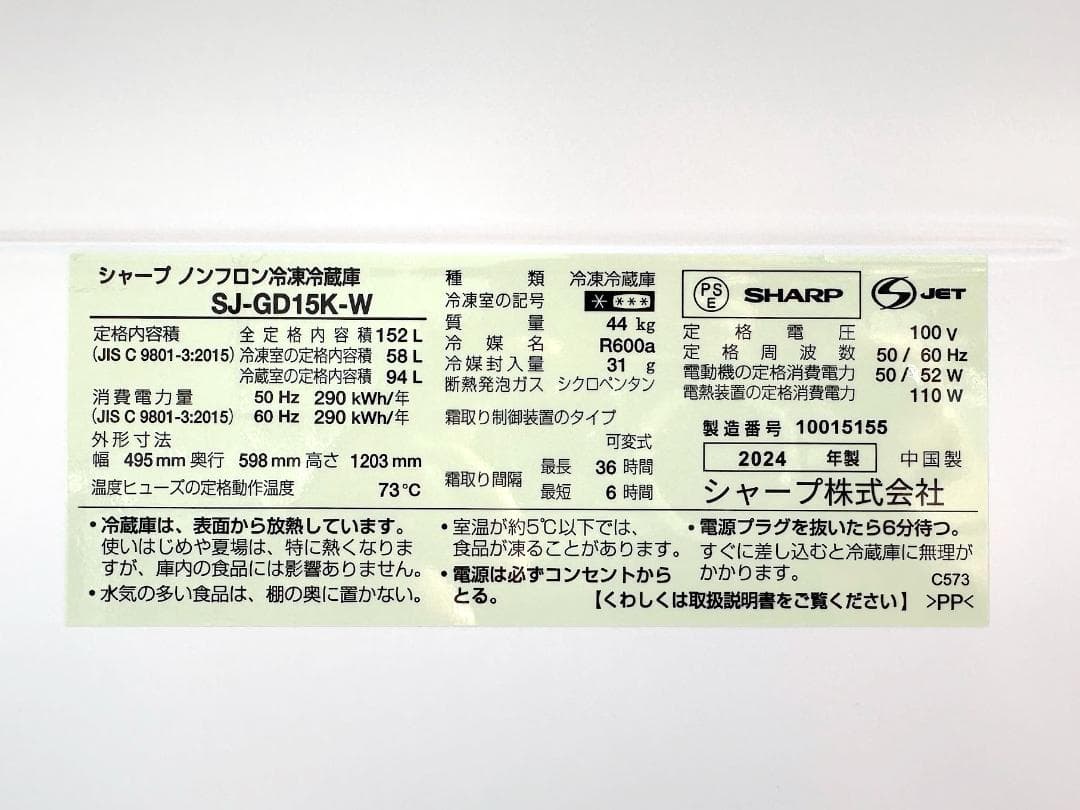 シャープ ノンフロン冷凍冷蔵庫
SJ-GD15K-W
定格内容積 全定格内容積 152 L
(JIS C 9801-3:2015) 冷凍室の定格内容積 58 L
冷蔵室の定格内容積 94 L
消費電力量 50 Hz 290 kWh/年
(JIS C 9801-3:2015) 60 Hz 290 kWh/年
外形寸法
幅 495 mm 奥行 598 mm 高さ 1203 mm
温度ヒューズの定格動作温度 73℃
種類 冷凍冷蔵庫
冷凍室の記号 * ***
質量 44 kg
冷媒名 R600a
冷媒封入量 31 g
断熱発泡ガス シクロペンタン
霜取り制御装置のタイプ
可変式
霜取り間隔 最長 36 時間
最短 6 時間
PSE SHARP JET
定格電圧 100 V
定格周波数 50 / 60 Hz
電動機の定格消費電力 50 / 52 W
電熱装置の定格消費電力 110 W
製造番号 10015155
2024 年製 中国製
シャープ株式会社
・冷蔵庫は、表面から放熱しています。
使いはじめや夏場は、特に熱くなりま
すが、庫内の食品には影響ありません。
・水気の多い食品は、棚の奥に置かない。
・室温が約5℃以下では、
食品が凍ることがあります。
・電源は必ずコンセントから
とる。
・電源プラグを抜いたら6分待つ。
すぐに差し込むと冷蔵庫に無理が
かかります。 C573
【くわしくは取扱説明書をご覧ください】 >PP<